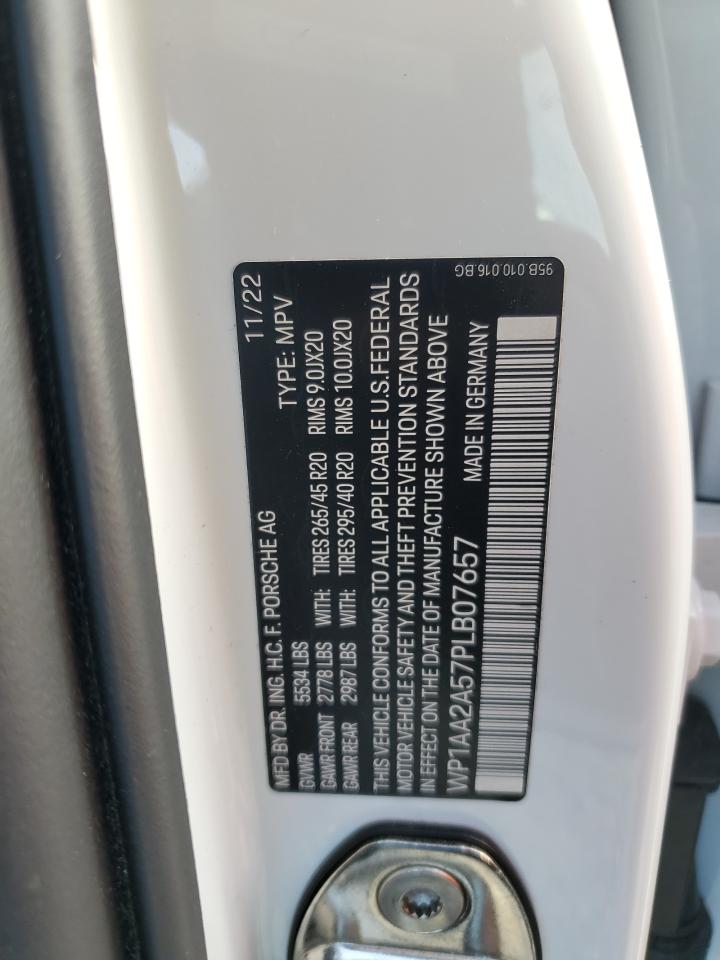 11/22
MFD BY DR. ING. H.C. F. PORSCHE AG
GVWR 5534 LBS TYPE: MPV
GAWR FRONT 2778 LBS WITH: TIRES 265/45 R20 RIMS 9.0JX20
GAWR REAR 2987 LBS WITH: TIRES 295/40 R20 RIMS 10.0JX20
THIS VEHICLE CONFORMS TO ALL APPLICABLE U.S.FEDERAL
MOTOR VEHICLE SAFETY AND THEFT PREVENTION STANDARDS
IN EFFECT ON THE DATE OF MANUFACTURE SHOWN ABOVE
WP1AA2A57PLB07657 MADE IN GERMANY
95B.010.016.BG